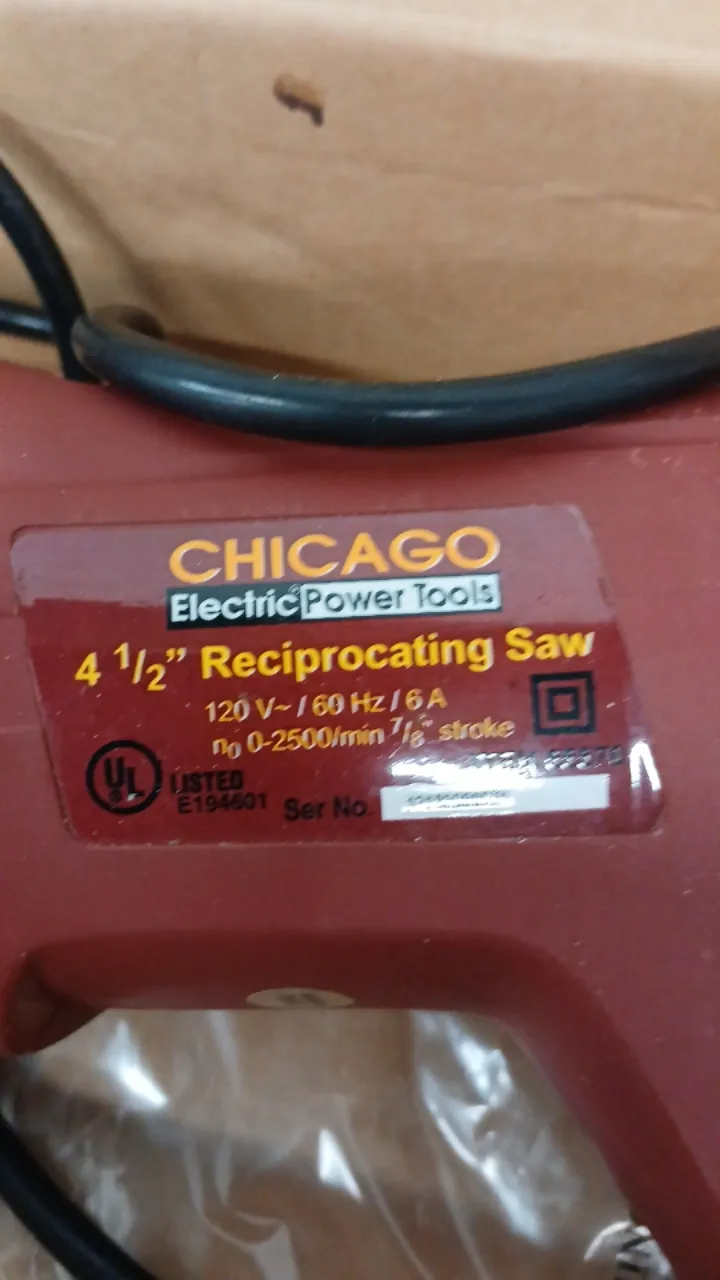 CHICAGO
Electric® Power Tools
4 1/2” Reciprocating Saw
120 V~ / 60 Hz / 6 A
n0 0-2500/min 7/8" stroke
UL ®
LISTED
E194601
Ser No.